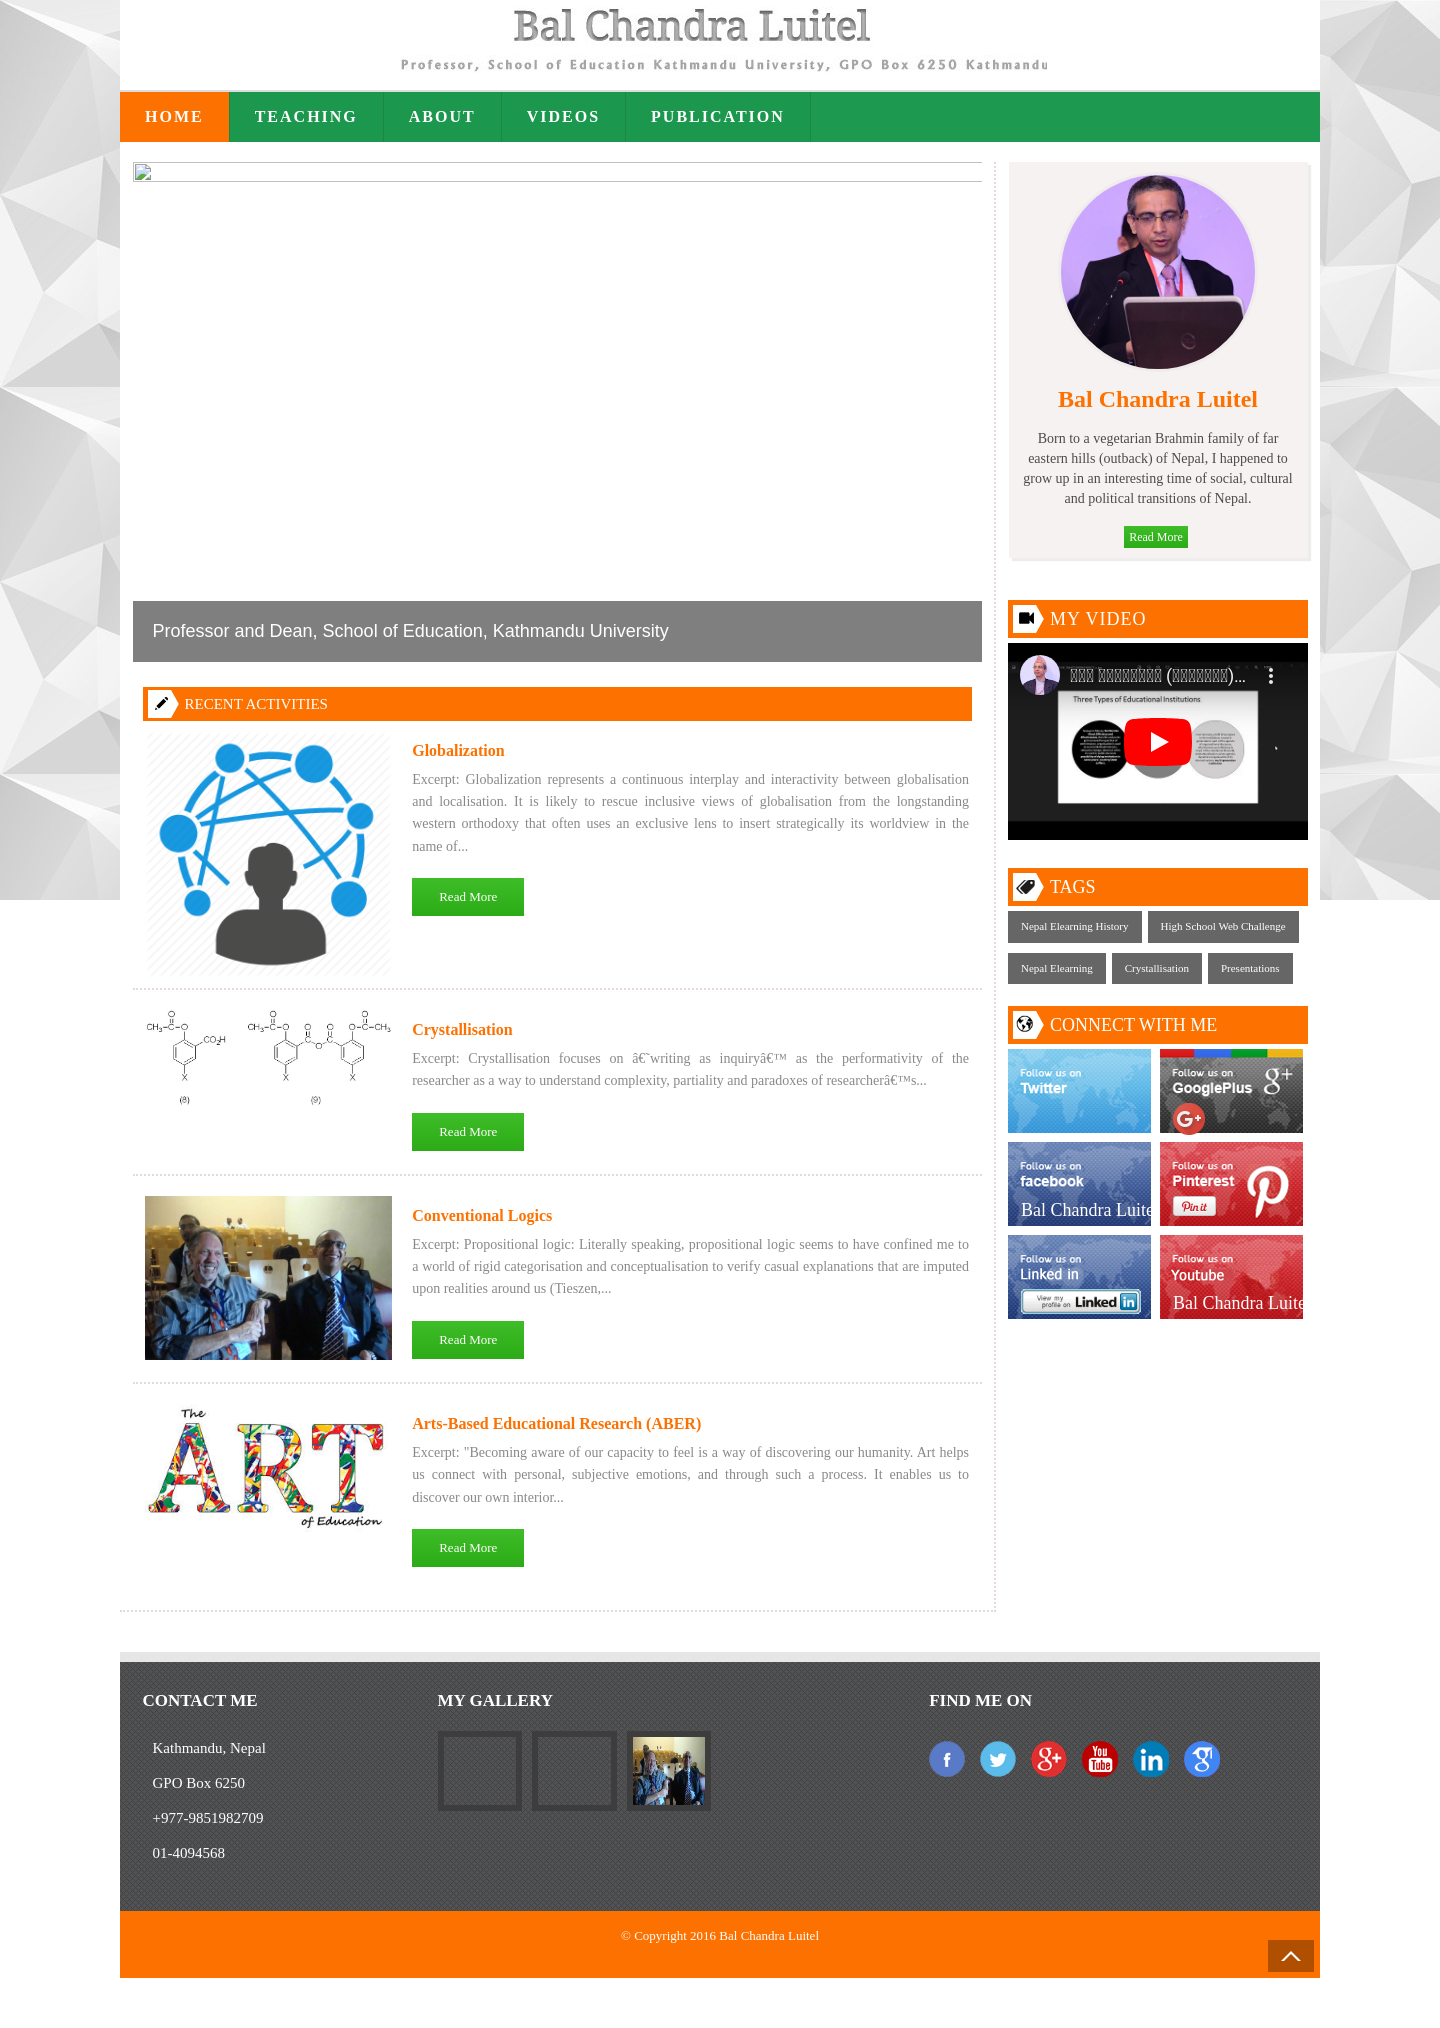 Bal Chandra Luitel
Professor, School of Education Kathmandu University, GPO Box 6250 Kathmandu
HOME
TEACHING
ABOUT
VIDEOS
PUBLICATION
Professor and Dean, School of Education, Kathmandu University
RECENT ACTIVITIES
Globalization
Excerpt: Globalization represents a continuous interplay and interactivity between globalisation
and localisation. It is likely to rescue inclusive views of globalisation from the longstanding
western orthodoxy that often uses an exclusive lens to insert strategically its worldview in the
name of...
Read More
CH3 C O CO2H X (8)
CH3 C O O C CH3 X X (9)
Crystallisation
Excerpt: Crystallisation focuses on â€˜writing as inquiryâ€™ as the performativity of the
researcher as a way to understand complexity, partiality and paradoxes of researcherâ€™s...
Read More
Conventional Logics
Excerpt: Propositional logic: Literally speaking, propositional logic seems to have confined me to
a world of rigid categorisation and conceptualisation to verify casual explanations that are imputed
upon realities around us (Tieszen,...
Read More
The
ART
of Education
Arts-Based Educational Research (ABER)
Excerpt: "Becoming aware of our capacity to feel is a way of discovering our humanity. Art helps
us connect with personal, subjective emotions, and through such a process. It enables us to
discover our own interior...
Read More
Bal Chandra Luitel
Born to a vegetarian Brahmin family of far
eastern hills (outback) of Nepal, I happened to
grow up in an interesting time of social, cultural
and political transitions of Nepal.
Read More
MY VIDEO
Three Types of Educational Institutions
TAGS
Nepal Elearning History
High School Web Challenge
Nepal Elearning
Crystallisation
Presentations
CONNECT WITH ME
Follow us on
Twitter
Follow us on
GooglePlus
g+
G+
Follow us on
facebook
Bal Chandra Luite
Follow us on
Pinterest
Pin it
Follow us on
Linked in
View my
profile on Linked in
Follow us on
Youtube
Bal Chandra Luite
CONTACT ME
Kathmandu, Nepal
GPO Box 6250
+977-9851982709
01-4094568
MY GALLERY
FIND ME ON
f
g+
You
Tube
in
g
© Copyright 2016 Bal Chandra Luitel